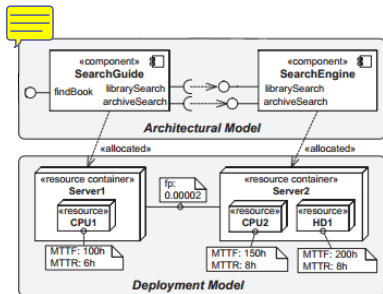 «component»
SearchGuide
findBook
librarySearch
archiveSearch
«component»
SearchEngine
librarySearch
archiveSearch
Architectural Model
«allocated»
«allocated»
«resource container»
Server1
«resource»
CPU1
MTTF: 100h
MTTR: 6h
fp:
0.00002
«resource container»
Server2
«resource»
CPU2
MTTF: 150h
MTTR: 8h
«resource»
HD1
MTTF: 200h
MTTR: 8h
Deployment Model